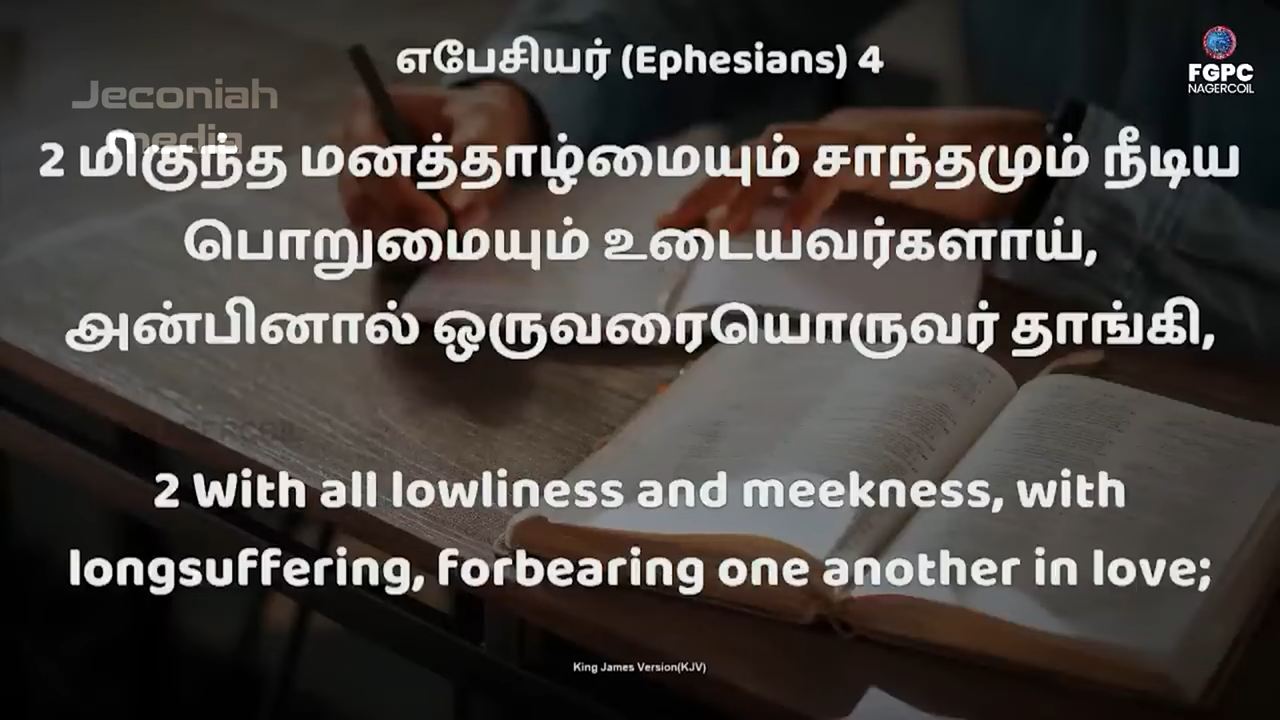 எபேசியர் (Ephesians) 4
FGPC
NAGERCOIL
Jeconiah
media
2 மிகுந்த மனத்தாழ்மையும் சாந்தமும் நீடிய
பொறுமையும் உடையவர்களாய்,
அன்பினால் ஒருவரையொருவர் தாங்கி,
2 With all lowliness and meekness, with
longsuffering, forbearing one another in love;
King James Version(KJV)